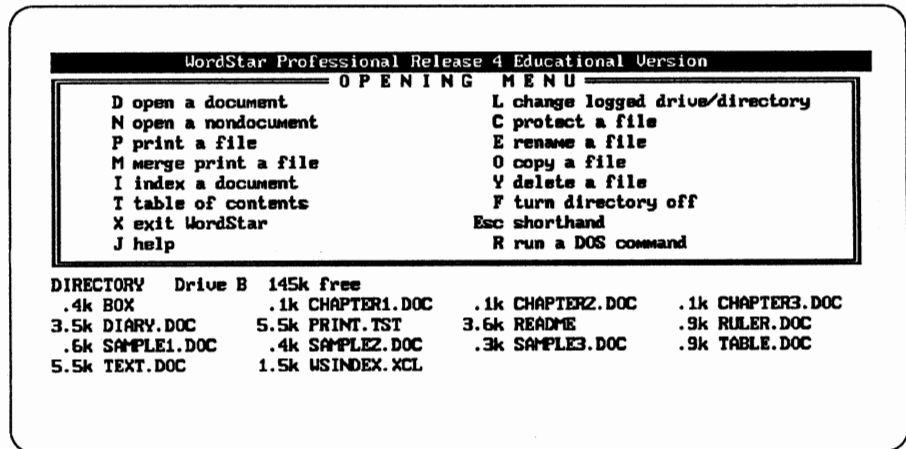 WordStar Professional Release 4 Educational Version
OPENING MENU
D open a document L change logged drive/directory
N open a nondocument C protect a file
P print a file E rename a file
M merge print a file O copy a file
I index a document Y delete a file
T table of contents F turn directory off
X exit WordStar Esc shorthand
J help R run a DOS command
DIRECTORY Drive B 145k free
.4k BOX .1k CHAPTER1.DOC .1k CHAPTER2.DOC .1k CHAPTER3.DOC
3.5k DIARY.DOC 5.5k PRINT.TST 3.6k README .9k RULER.DOC
.6k SAMPLE1.DOC .4k SAMPLE2.DOC .3k SAMPLE3.DOC .9k TABLE.DOC
5.5k TEXT.DOC 1.5k WSINDEX.XCL